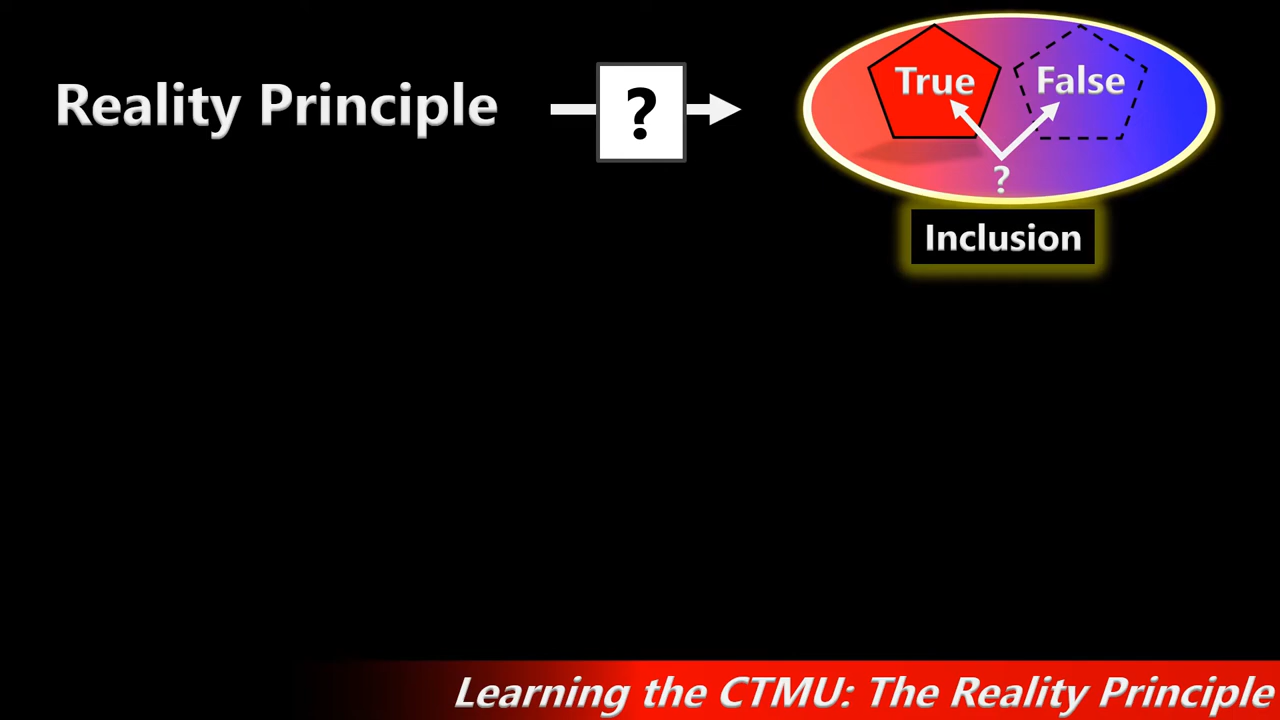 Reality Principle
?
True
False
?
Inclusion
Learning the CTMU: The Reality Principle